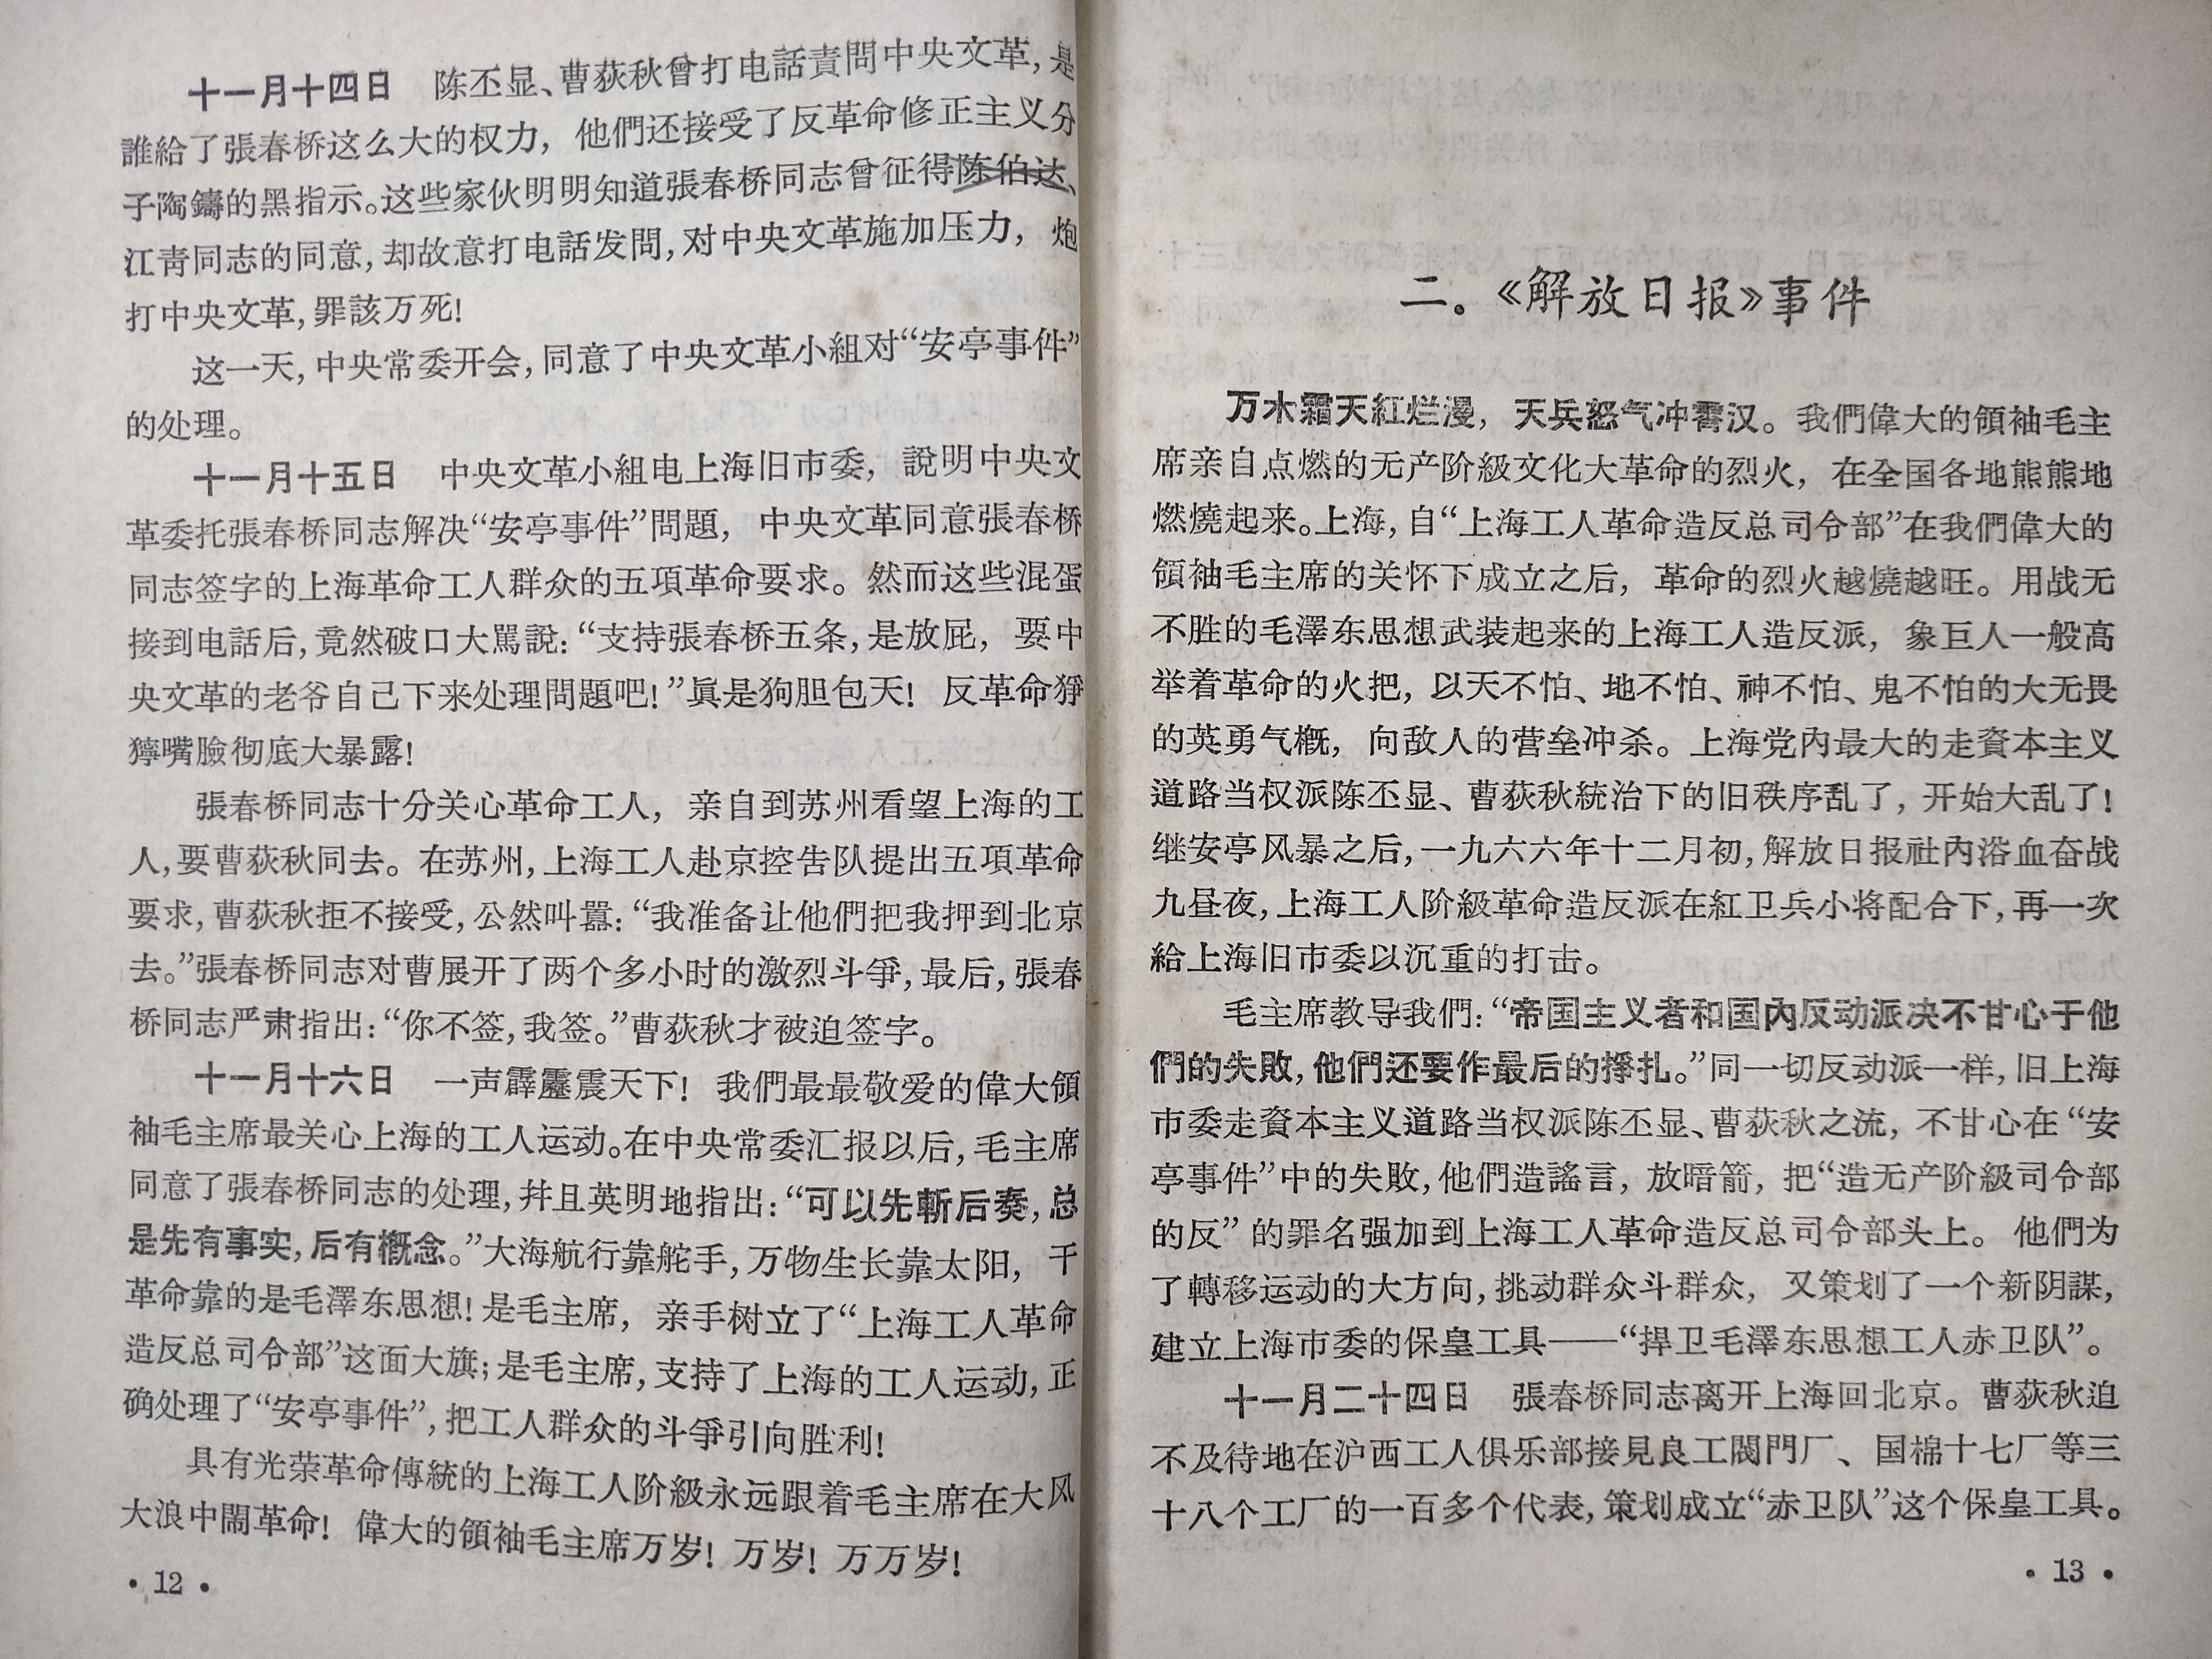 十一月十四日　陈丕显、曹荻秋曾打电話責問中央文革，是
誰給了張春桥这么大的权力，他們还接受了反革命修正主义分
子陶鑄的黑指示。这些家伙明明知道張春桥同志曾征得陈伯达、
江青同志的同意，却故意打电話发問，对中央文革施加压力，炮
打中央文革，罪該万死！
这一天，中央常委开会，同意了中央文革小組对“安亭事件”
的处理。
十一月十五日　中央文革小組电上海旧市委，說明中央文
革委托張春桥同志解决“安亭事件”問題，中央文革同意張春桥
同志签字的上海革命工人群众的五項革命要求。然而这些混蛋
接到电話后，竟然破口大罵說：“支持張春桥五条，是放屁，要中
央文革的老爷自己下来处理問題吧！”眞是狗胆包天！反革命猙
獰嘴臉彻底大暴露！
張春桥同志十分关心革命工人，亲自到苏州看望上海的工
人，要曹荻秋同去。在苏州，上海工人赴京控告队提出五項革命
要求，曹荻秋拒不接受，公然叫囂：“我准备让他們把我押到北京
去。”張春桥同志对曹展开了两个多小时的激烈斗爭，最后，張春
桥同志严肃指出：“你不签，我签。”曹荻秋才被迫签字。
十一月十六日　一声霹靂震天下！我們最最敬爱的偉大領
袖毛主席最关心上海的工人运动。在中央常委汇报以后，毛主席
同意了張春桥同志的处理，幷且英明地指出：“可以先斬后奏，总
是先有事实，后有概念。”大海航行靠舵手，万物生长靠太阳，干
革命靠的是毛澤东思想！是毛主席，亲手树立了“上海工人革命
造反总司令部”这面大旗；是毛主席，支持了上海的工人运动，正
确处理了“安亭事件”，把工人群众的斗爭引向胜利！
具有光荣革命傳統的上海工人阶級永远跟着毛主席在大风
大浪中鬧革命！偉大的領袖毛主席万岁！万岁！万万岁！
· 12 ·
二。《解放日报》事件
万木霜天紅烂漫，天兵怒气冲霄汉。我們偉大的領袖毛主
席亲自点燃的无产阶級文化大革命的烈火，在全国各地熊熊地
燃燒起来。上海，自“上海工人革命造反总司令部”在我們偉大的
領袖毛主席的关怀下成立之后，革命的烈火越燒越旺。用战无
不胜的毛澤东思想武装起来的上海工人造反派，象巨人一般高
举着革命的火把，以天不怕、地不怕、神不怕、鬼不怕的大无畏
的英勇气概，向敌人的营垒冲杀。上海党內最大的走資本主义
道路当权派陈丕显、曹荻秋統治下的旧秩序乱了，开始大乱了！
继安亭风暴之后，一九六六年十二月初，解放日报社內浴血奋战
九昼夜，上海工人阶級革命造反派在紅卫兵小将配合下，再一次
給上海旧市委以沉重的打击。
毛主席教导我們：“帝国主义者和国內反动派决不甘心于他
們的失敗，他們还要作最后的掙扎。”同一切反动派一样，旧上海
市委走資本主义道路当权派陈丕显、曹荻秋之流，不甘心在“安
亭事件”中的失敗，他們造謠言，放暗箭，把“造无产阶級司令部
的反”的罪名强加到上海工人革命造反总司令部头上。他們为
了轉移运动的大方向，挑动群众斗群众，又策划了一个新阴謀，
建立上海市委的保皇工具——“捍卫毛澤东思想工人赤卫队”。
十一月二十四日　張春桥同志离开上海回北京。曹荻秋迫
不及待地在沪西工人俱乐部接見良工閥門厂、国棉十七厂等三
十八个工厂的一百多个代表，策划成立“赤卫队”这个保皇工具。
· 13 ·